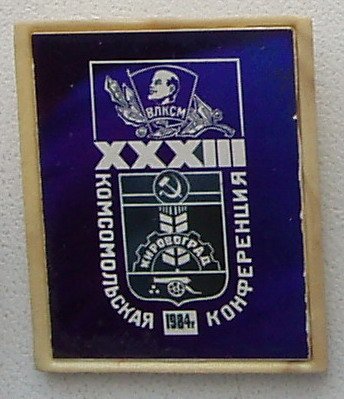 ВЛКСМ
XXXIII
КОМСОМОЛЬСКАЯ
КОНФЕРЕНЦИЯ
КИРОВОГРАД
1984г